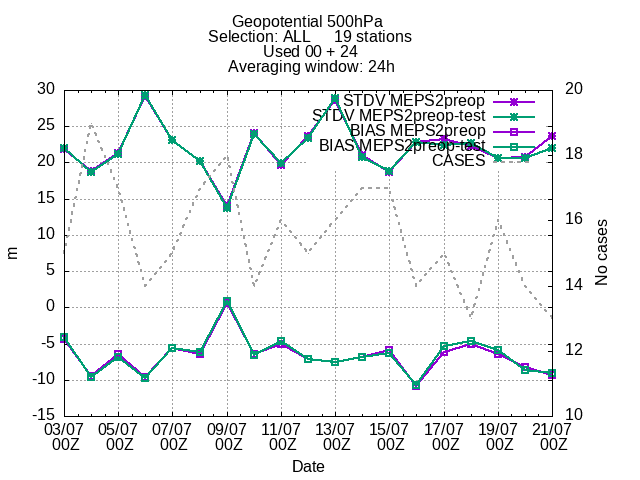 Geopotential 500hPa
Selection: ALL 19 stations
Used 00 + 24
Averaging window: 24h
STDV MEPS2preop
STDV MEPS2preop-test
BIAS MEPS2preop
BIAS MEPS2preop-test
CASES
30
25
20
15
10
5
0
-5
-10
-15
m
20
18
16
14
12
10
No cases
03/07 05/07 07/07 09/07 11/07 13/07 15/07 17/07 19/07 21/07
00Z 00Z 00Z 00Z 00Z 00Z 00Z 00Z 00Z 00Z
Date